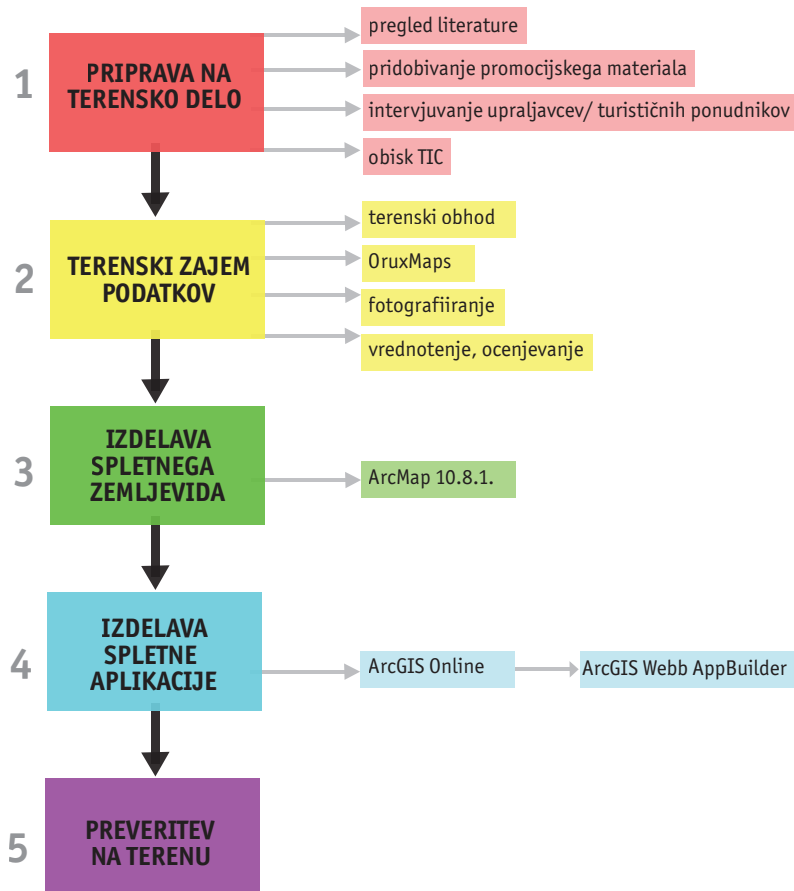 1
PRIPRAVA NA
TERENSKO DELO
pregled literature
pridobivanje promocijskega materiala
intervjuvanje upraljavcev/ turističnih ponudnikov
obisk TIC
2
TERENSKI ZAJEM
PODATKOV
terenski obhod
OruxMaps
fotografiiranje
vrednotenje, ocenjevanje
3
IZDELAVA
SPLETNEGA
ZEMLJEVIDA
ArcMap 10.8.1.
4
IZDELAVA
SPLETNE
APLIKACIJE
ArcGIS Online
ArcGIS Webb AppBuilder
5
PREVERITEV
NA TERENU